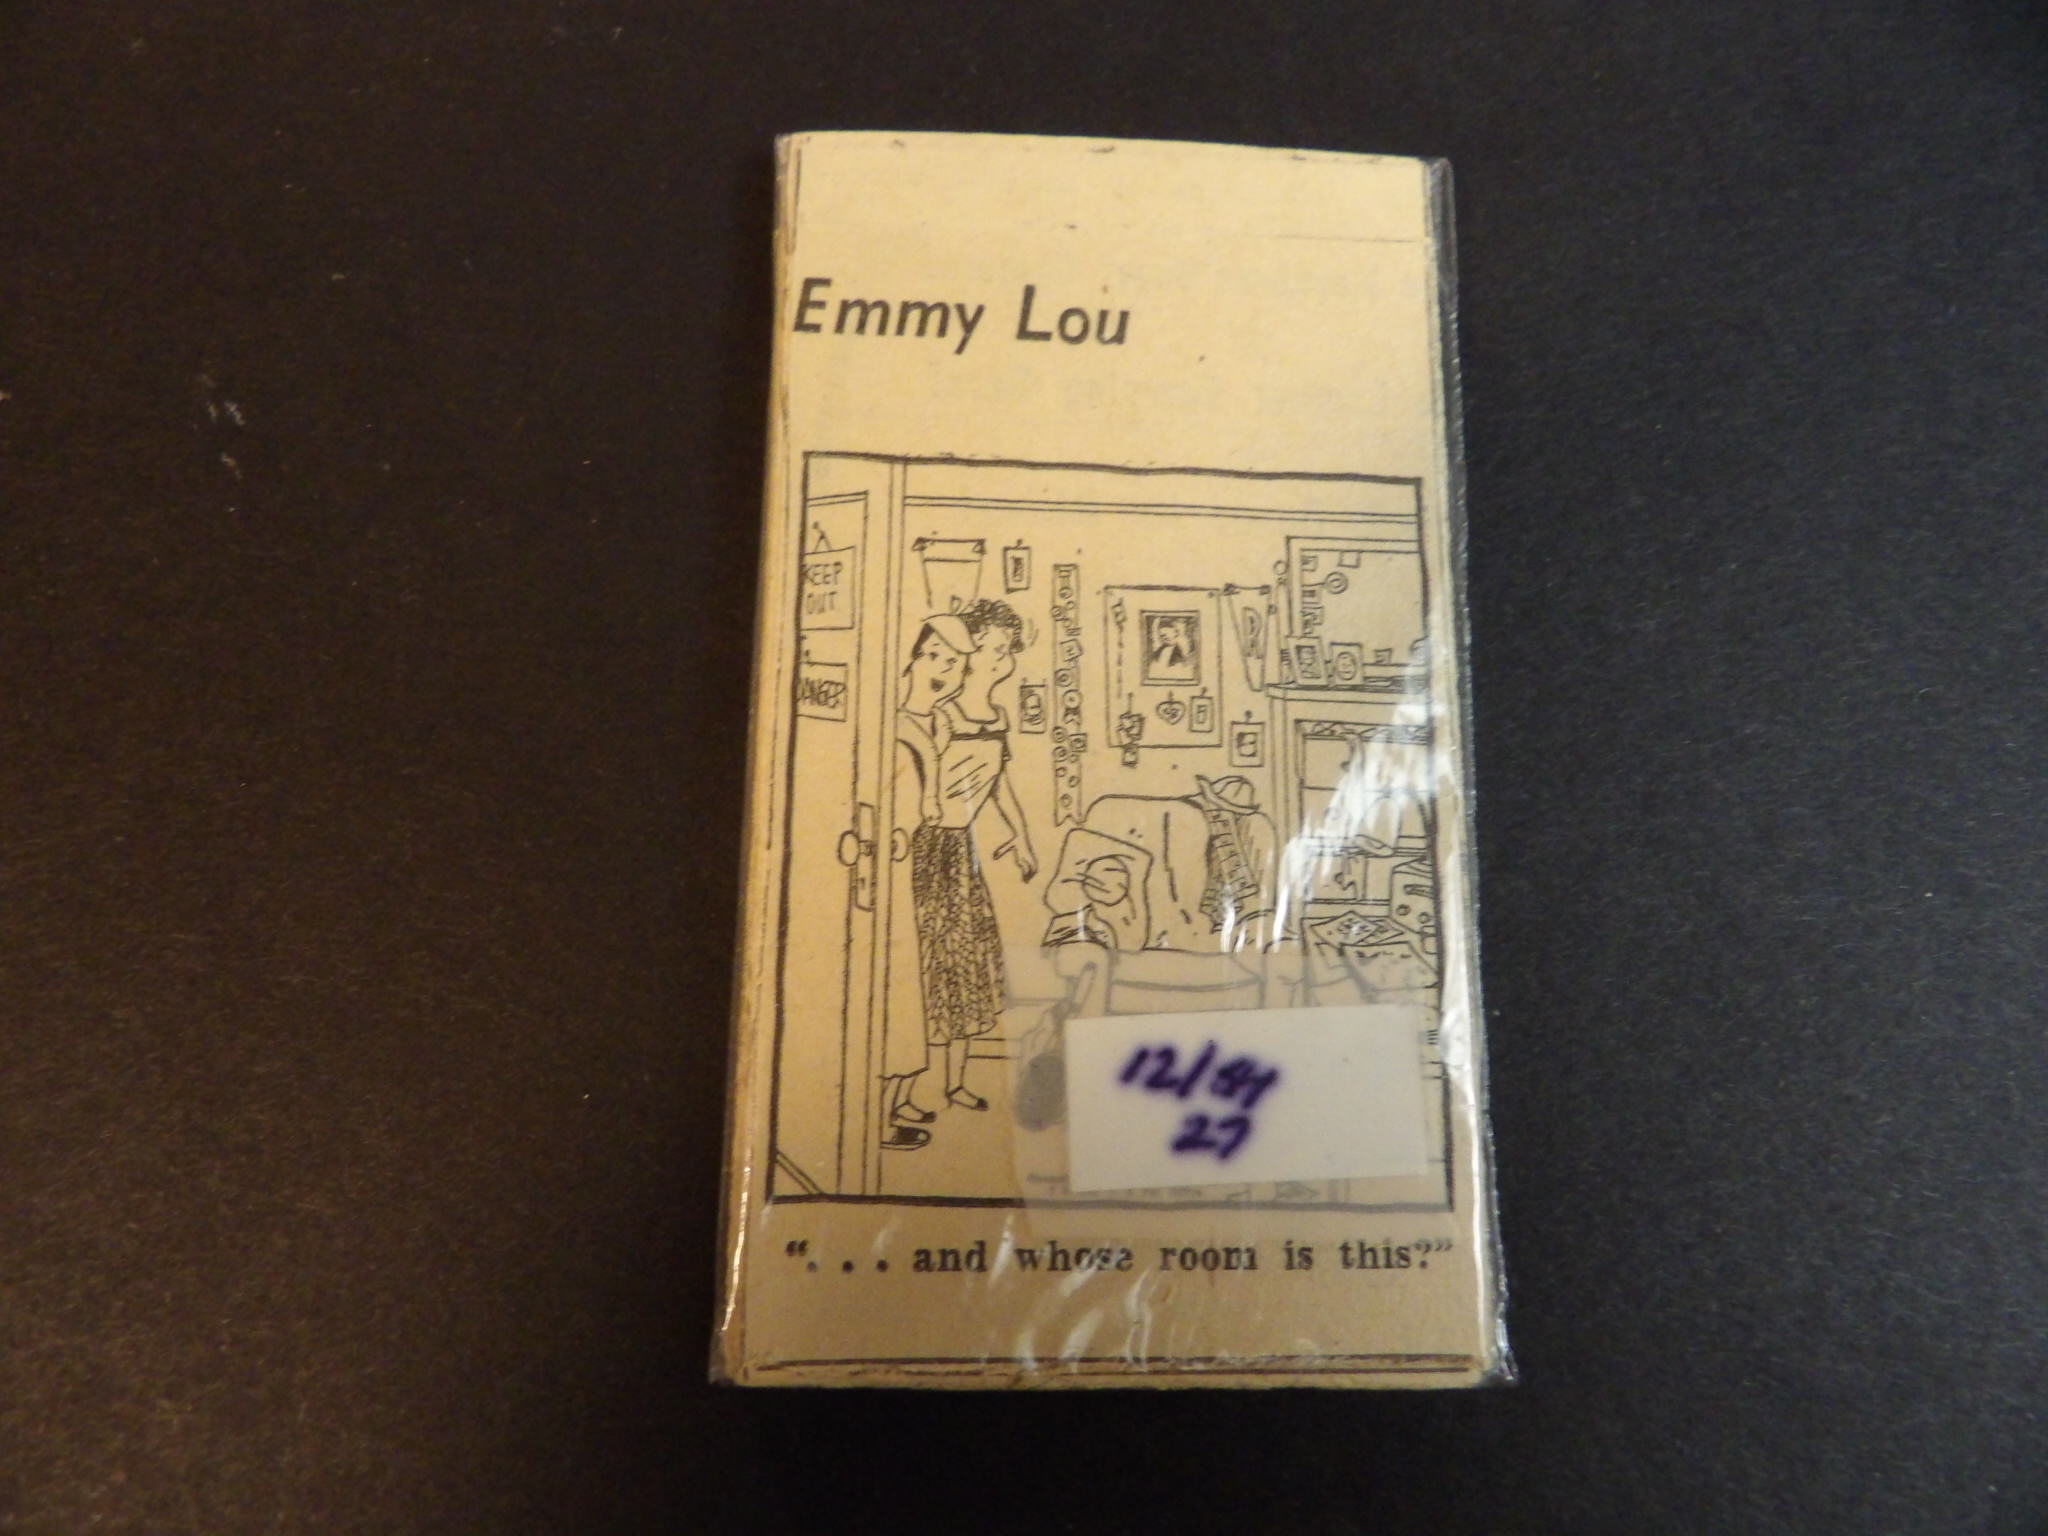 Emmy Lou
KEEP
OUT
DANGER
R
12/54
27
“. . . and whose room is this?”